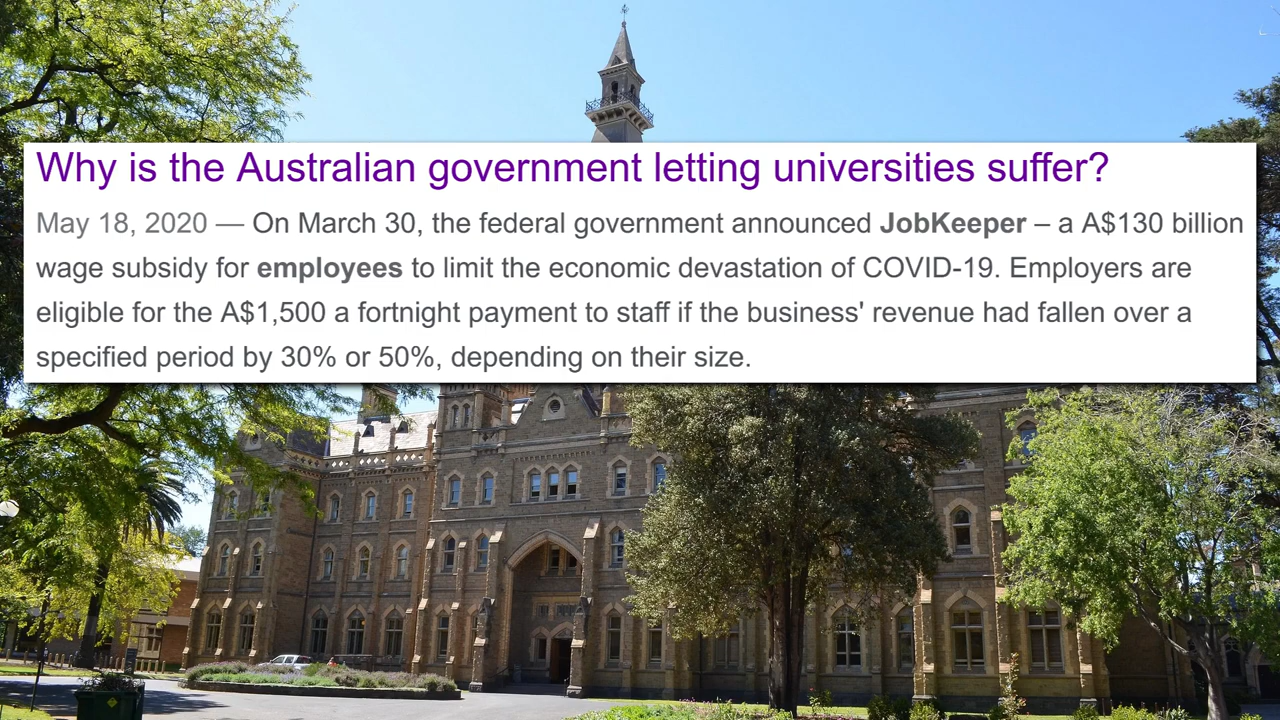 Why is the Australian government letting universities suffer?
May 18, 2020 — On March 30, the federal government announced JobKeeper – a A$130 billion
wage subsidy for employees to limit the economic devastation of COVID-19. Employers are
eligible for the A$1,500 a fortnight payment to staff if the business' revenue had fallen over a
specified period by 30% or 50%, depending on their size.